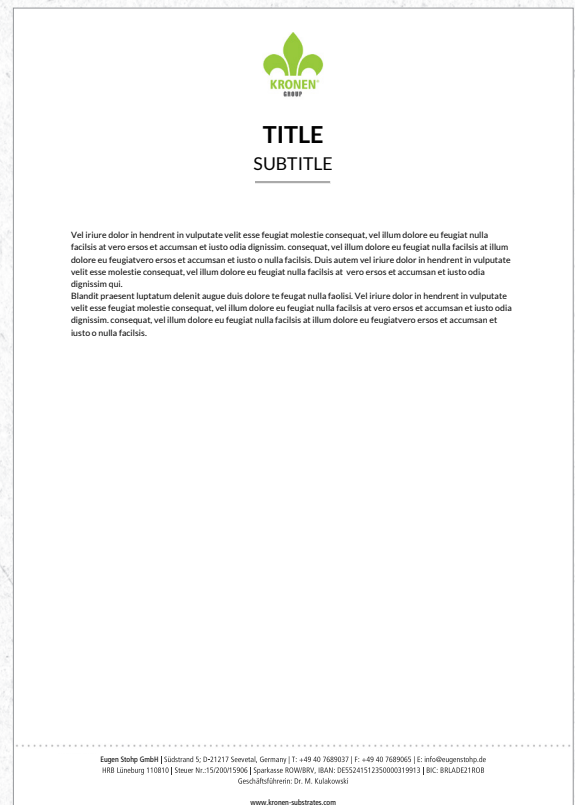 KRONEN®
GROUP
TITLE
SUBTITLE
Vel iriure dolor in hendrent in vulputate velit esse feugiat molestie consequat, vel illum dolore eu feugiat nulla
facilsis at vero ersos et accumsan et iusto odia dignissim. consequat, vel illum dolore eu feugiat nulla facilsis at illum
dolore eu feugiatvero ersos et accumsan et iusto o nulla facilsis. Duis autem vel iriure dolor in hendrent in vulputate
velit esse molestie consequat, vel illum dolore eu feugiat nulla facilsis at vero ersos et accumsan et iusto odia
dignissim qui.
Blandit praesent luptatum delenit augue duis dolore te feugat nulla faolisi. Vel iriure dolor in hendrent in vulputate
velit esse feugiat molestie consequat, vel illum dolore eu feugiat nulla facilsis at vero ersos et accumsan et iusto odia
dignissim. consequat, vel illum dolore eu feugiat nulla facilsis at illum dolore eu feugiatvero ersos et accumsan et
iusto o nulla facilsis.
Eugen Stohp GmbH | Südstrand 5; D-21217 Seevetal, Germany | T: +49 40 7689037 | F: +49 40 7689065 | E: info@eugenstohp.de
HRB Lüneburg 110810 | Steuer Nr.:15/200/15906 | Sparkasse ROW/BRV, IBAN: DE55241512350000319913 | BIC: BRLADE21ROB
Geschäftsführerin: Dr. M. Kulakowski
www.kronen-substrates.com